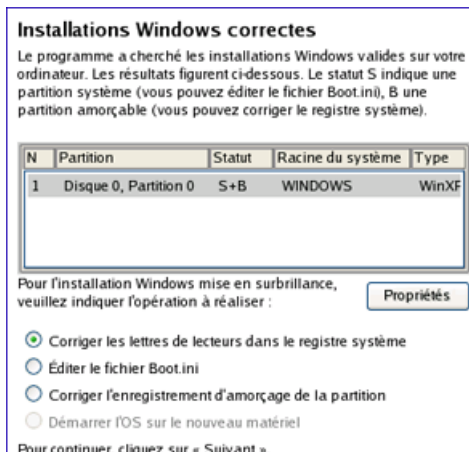 Installations Windows correctes
Le programme a cherché les installations Windows valides sur votre
ordinateur. Les résultats figurent ci-dessous. Le statut S indique une
partition système (vous pouvez éditer le fichier Boot.ini), B une
partition amorçable (vous pouvez corriger le registre système).
N Partition Statut Racine du système Type
1 Disque 0, Partition 0 S+B WINDOWS WinXP
Pour l'installation Windows mise en surbrillance,
veuillez indiquer l'opération à réaliser :
Propriétés
Corriger les lettres de lecteurs dans le registre système
Éditer le fichier Boot.ini
Corriger l'enregistrement d'amorçage de la partition
Démarrer l'OS sur le nouveau matériel
Pour continuer, cliquez sur « Suivant ».